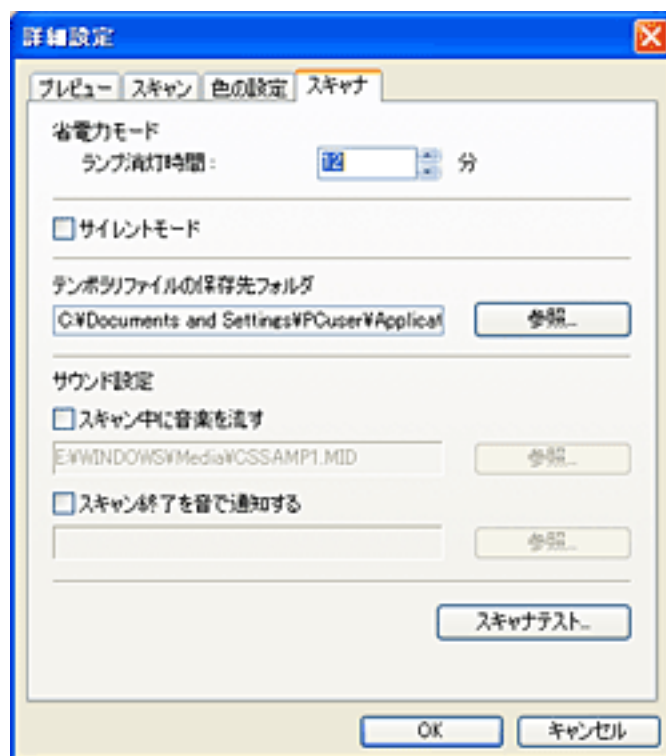 詳細設定
プレビュー スキャン 色の設定 スキャナ
省電力モード
ランプ消灯時間: 12 分
サイレントモード
テンポラリファイルの保存先フォルダ
C:¥Documents and Settings¥PCuser¥Applicat 参照...
サウンド設定
スキャン中に音楽を流す
E:¥WINDOWS¥Media¥CSSAMP1.MID 参照...
スキャン終了を音で通知する
参照...
スキャナテスト...
OK キャンセル